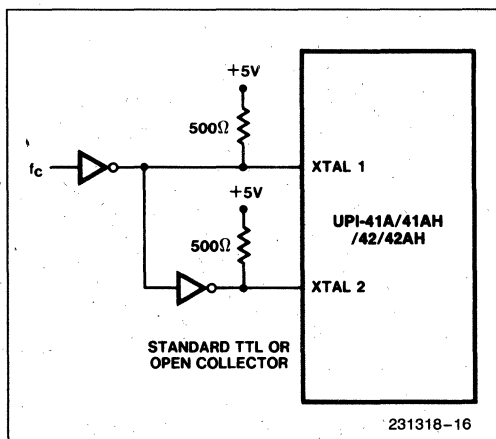 +5V
500Ω
fc
XTAL 1
+5V
UPI-41A/41AH
/42/42AH
500Ω
XTAL 2
STANDARD TTL OR
OPEN COLLECTOR
231318-16